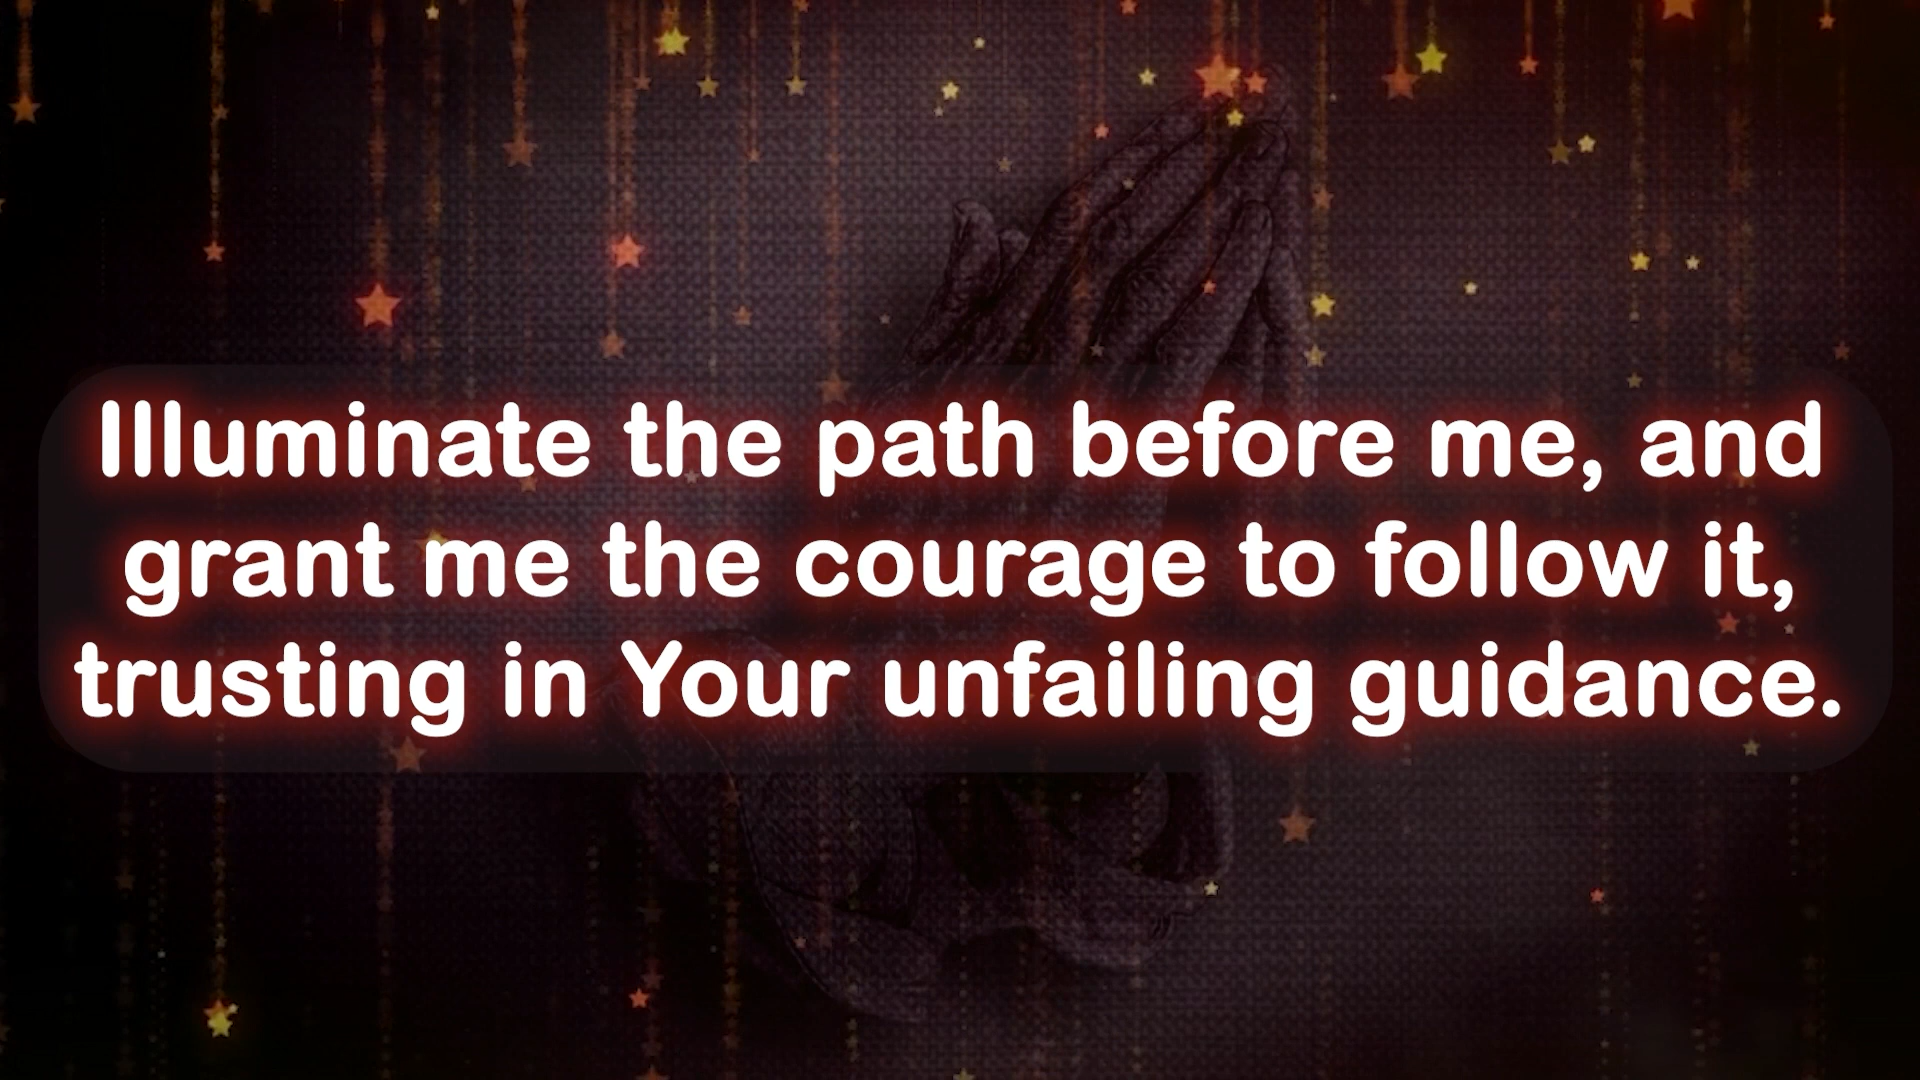 Illuminate the path before me, and
grant me the courage to follow it,
trusting in Your unfailing guidance.